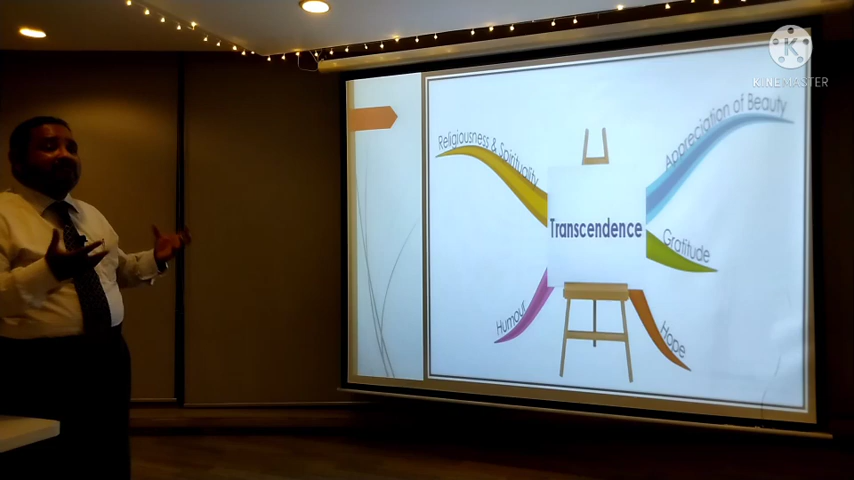 K
KINEMASTER
Religiousness & Spirituality
Appreciation of Beauty
Transcendence
Gratitude
Humour
Hope